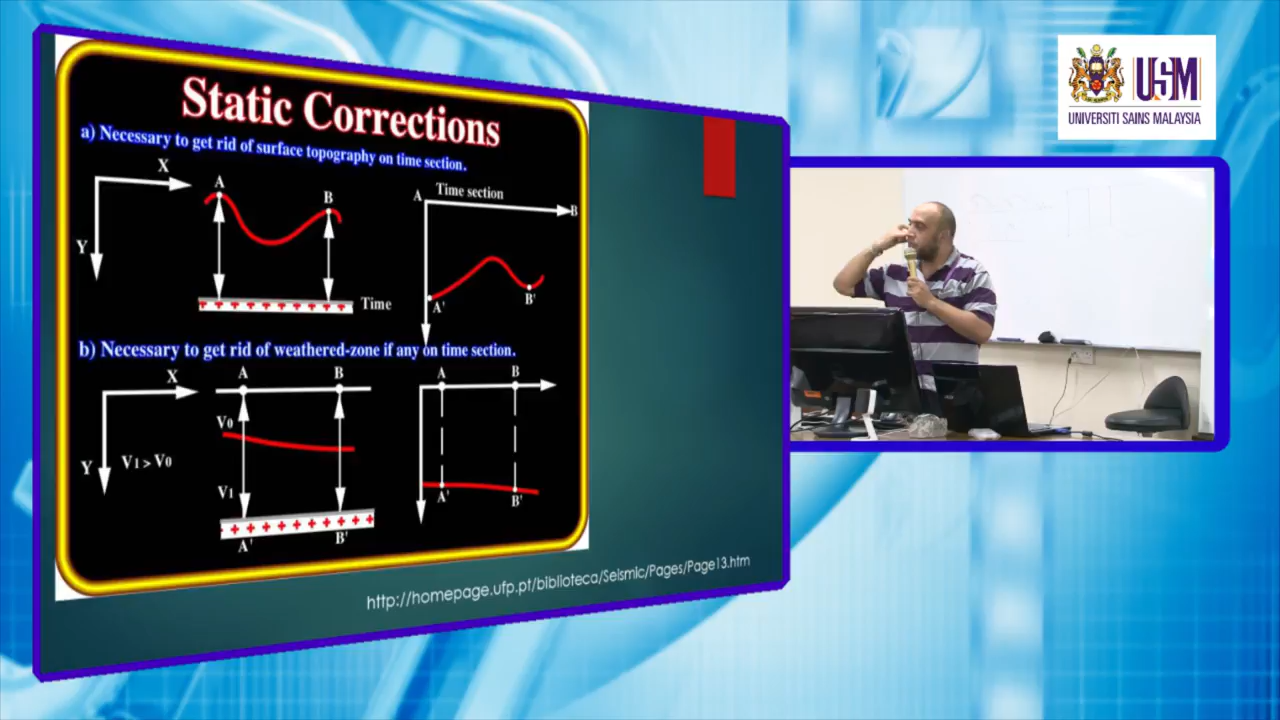 Static Corrections
a) Necessary to get rid of surface topography on time section.
X
A
B
Y
Time
A
Time section
B
A'
B'
b) Necessary to get rid of weathered-zone if any on time section.
X
Y
V1 > V0
A
B
V0
V1
A'
B'
A
B
A'
B'
http://homepage.ufp.pt/biblioteca/Seismic/Pages/Page13.htm
USM
UNIVERSITI SAINS MALAYSIA